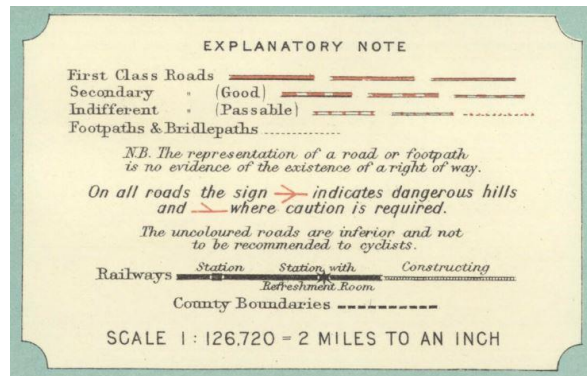 EXPLANATORY NOTE
First Class Roads
Secondary " (Good)
Indifferent " (Passable)
Footpaths & Bridlepaths
N.B. The representation of a road or footpath
is no evidence of the existence of a right of way.
On all roads the sign indicates dangerous hills
and where caution is required.
The uncoloured roads are inferior and not
to be recommended to cyclists.
Railways Station Station with Refreshment Room Constructing
County Boundaries
SCALE 1 : 126,720 = 2 MILES TO AN INCH